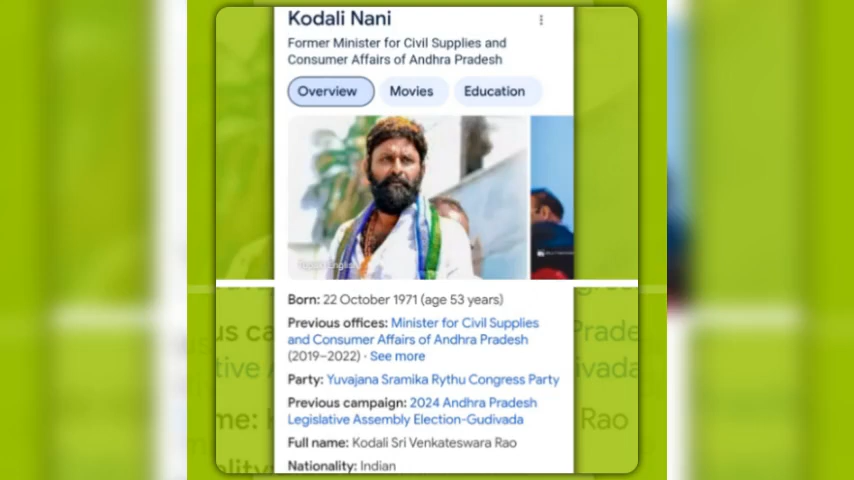 Kodali Nani
Former Minister for Civil Supplies and
Consumer Affairs of Andhra Pradesh
Overview
Movies
Education
Born: 22 October 1971 (age 53 years)
Previous offices: Minister for Civil Supplies
and Consumer Affairs of Andhra Pradesh
(2019–2022) · See more
Party: Yuvajana Sramika Rythu Congress Party
Previous campaign: 2024 Andhra Pradesh
Legislative Assembly Election-Gudivada
Full name: Kodali Sri Venkateswara Rao
Nationality: Indian